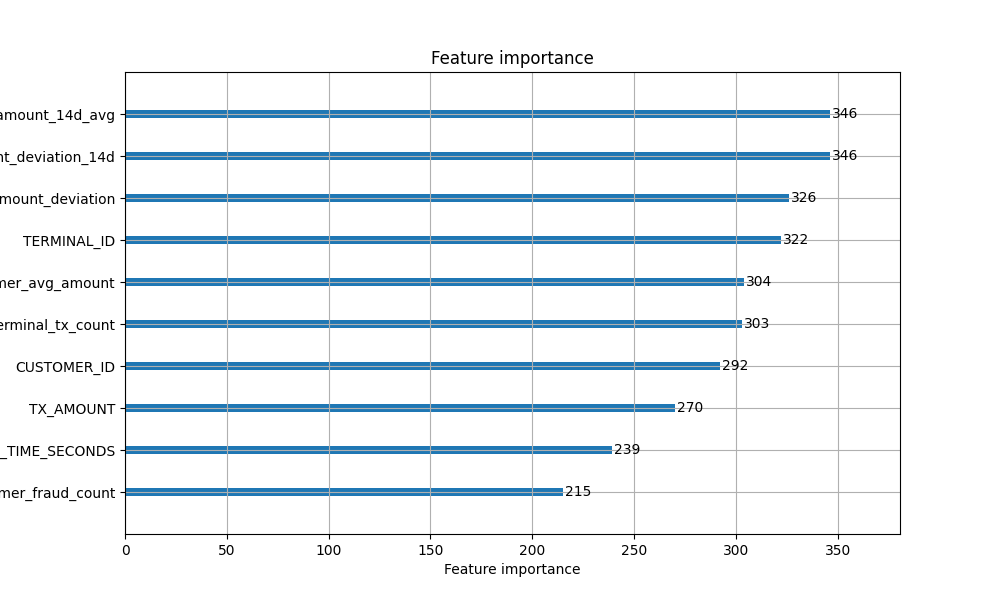 Feature importance
amount_14d_avg 346
nt_deviation_14d 346
mount_deviation 326
TERMINAL_ID 322
mer_avg_amount 304
erminal_tx_count 303
CUSTOMER_ID 292
TX_AMOUNT 270
_TIME_SECONDS 239
mer_fraud_count 215
0 50 100 150 200 250 300 350
Feature importance